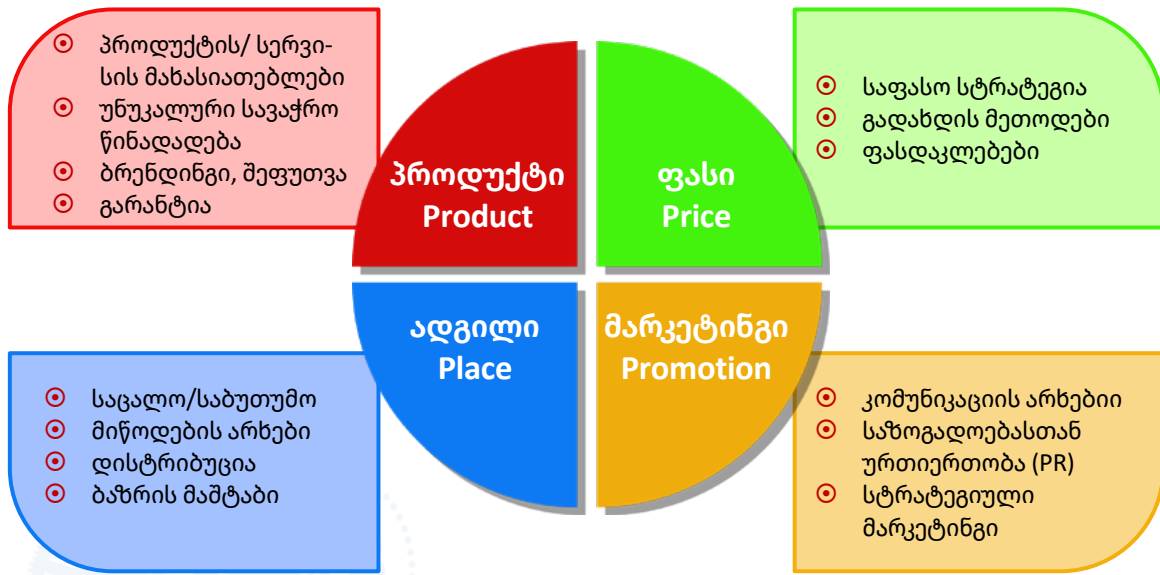 პროდუქტის/ სერვი-
სის მახასიათებლები
უნუკალური სავაჭრო
წინადადება
ბრენდინგი, შეფუთვა
გარანტია
პროდუქტი
Product
ფასი
Price
საფასო სტრატეგია
გადახდის მეთოდები
ფასდაკლებები
ადგილი
Place
მარკეტინგი
Promotion
საცალო/საბუთუმო
მიწოდების არხები
დისტრიბუცია
ბაზრის მაშტაბი
კომუნიკაციის არხებიი
საზოგადოებასთან
ურთიერთობა (PR)
სტრატეგიული
მარკეტინგი